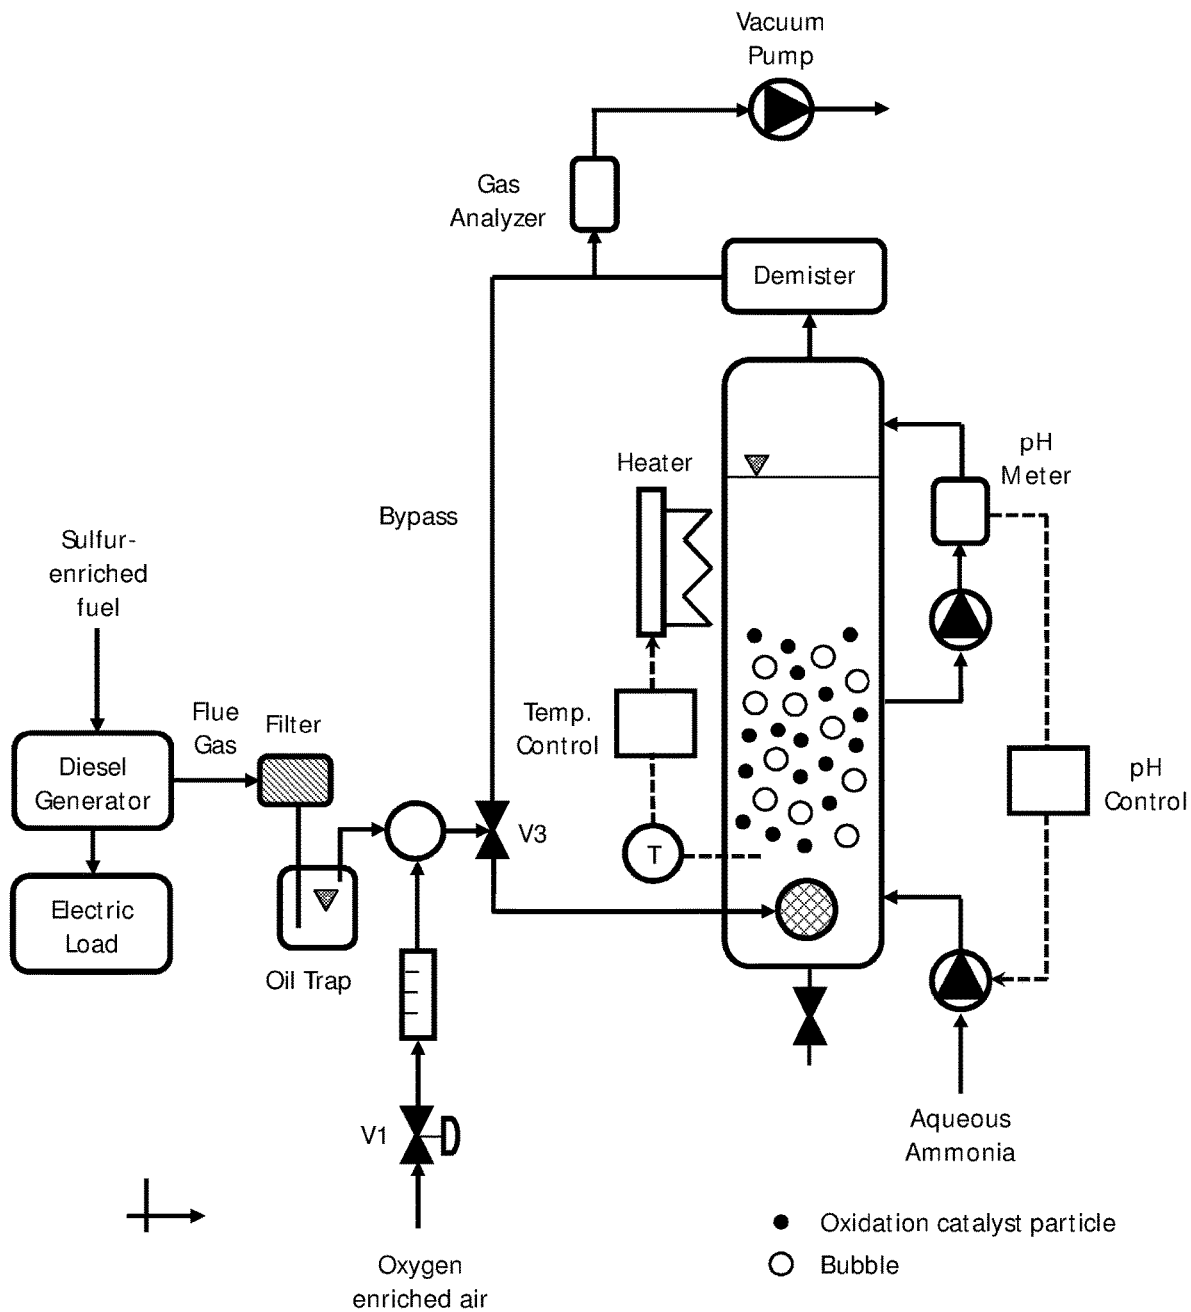 Vacuum
Pump
Gas
Analyzer
Demister
pH
Meter
Heater
Bypass
Sulfur-
enriched
fuel
Flue
Gas
Filter
Temp.
Control
Diesel
Generator
V3
pH
Control
T
Electric
Load
Oil Trap
V1
Aqueous
Ammonia
Oxidation catalyst particle
Bubble
Oxygen
enriched air